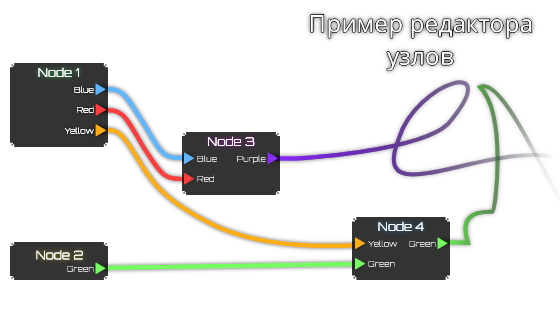 Пример редактора
узлов
Node 1
Blue
Red
Yellow
Node 3
Blue Purple
Red
Node 4
Yellow Green
Green
Node 2
Green